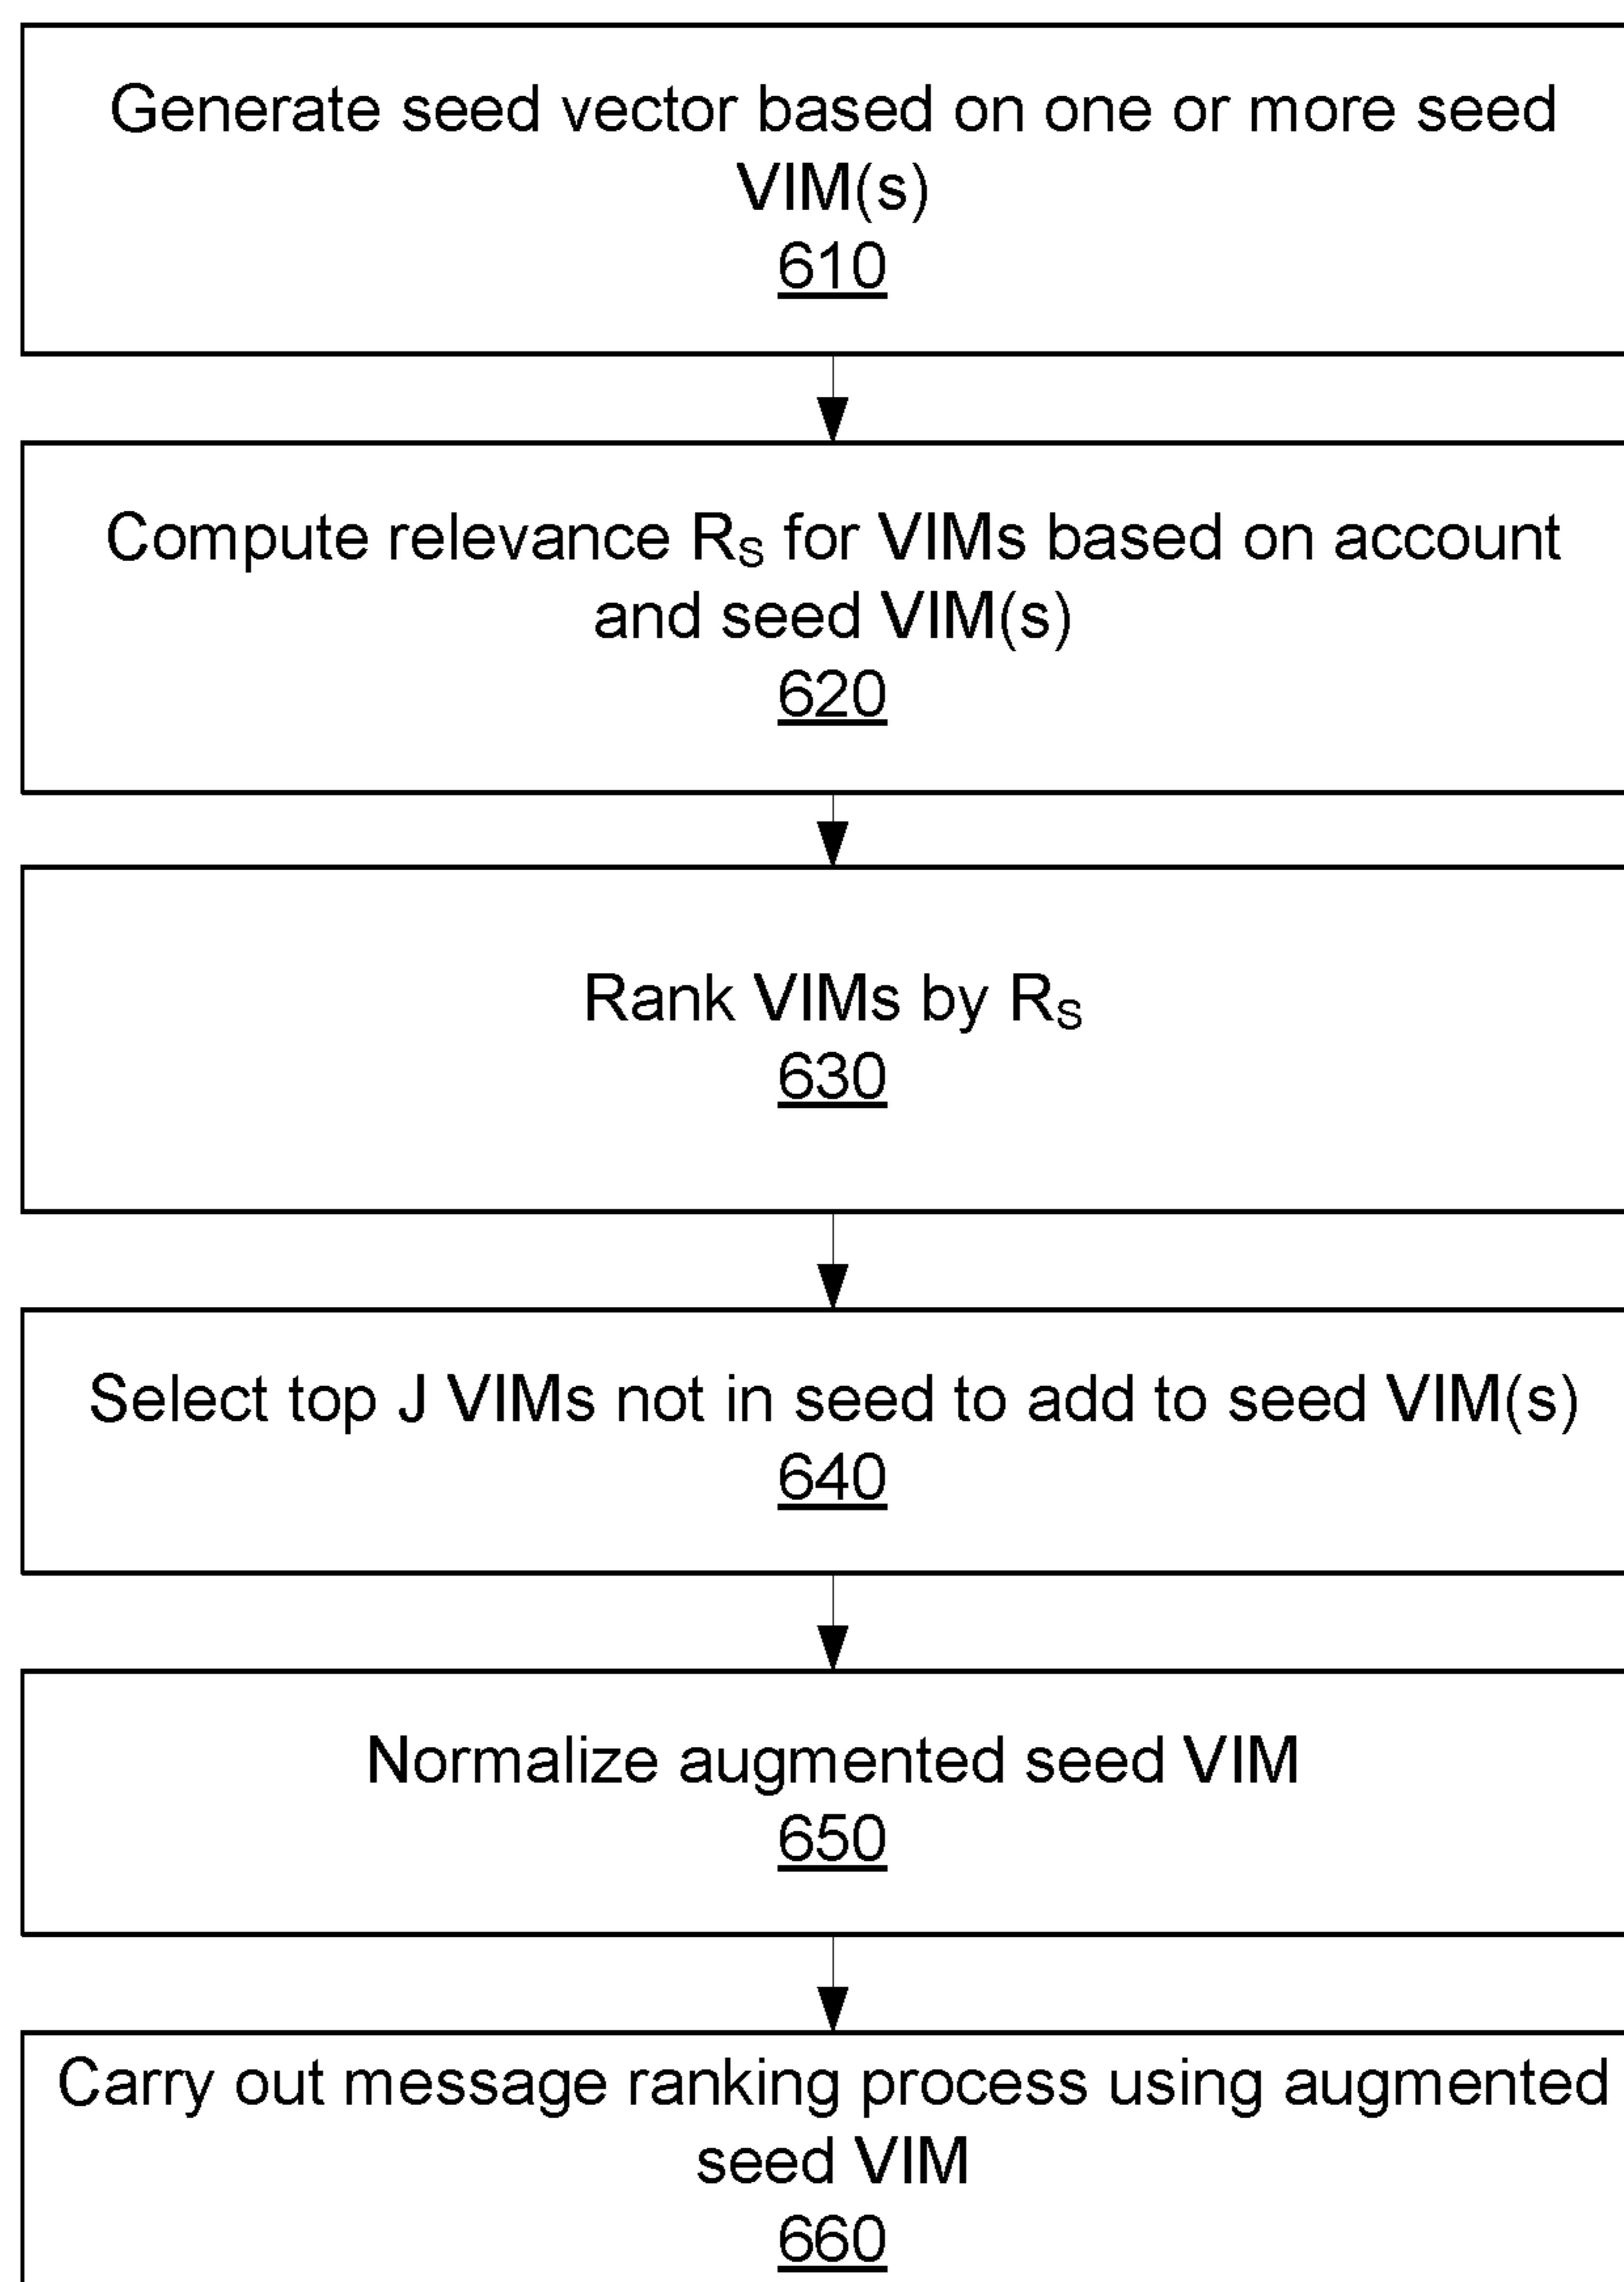 Generate seed vector based on one or more seed
VIM(s)
610
Compute relevance RS for VIMs based on account
and seed VIM(s)
620
Rank VIMs by RS
630
Select top J VIMs not in seed to add to seed VIM(s)
640
Normalize augmented seed VIM
650
Carry out message ranking process using augmented
seed VIM
660